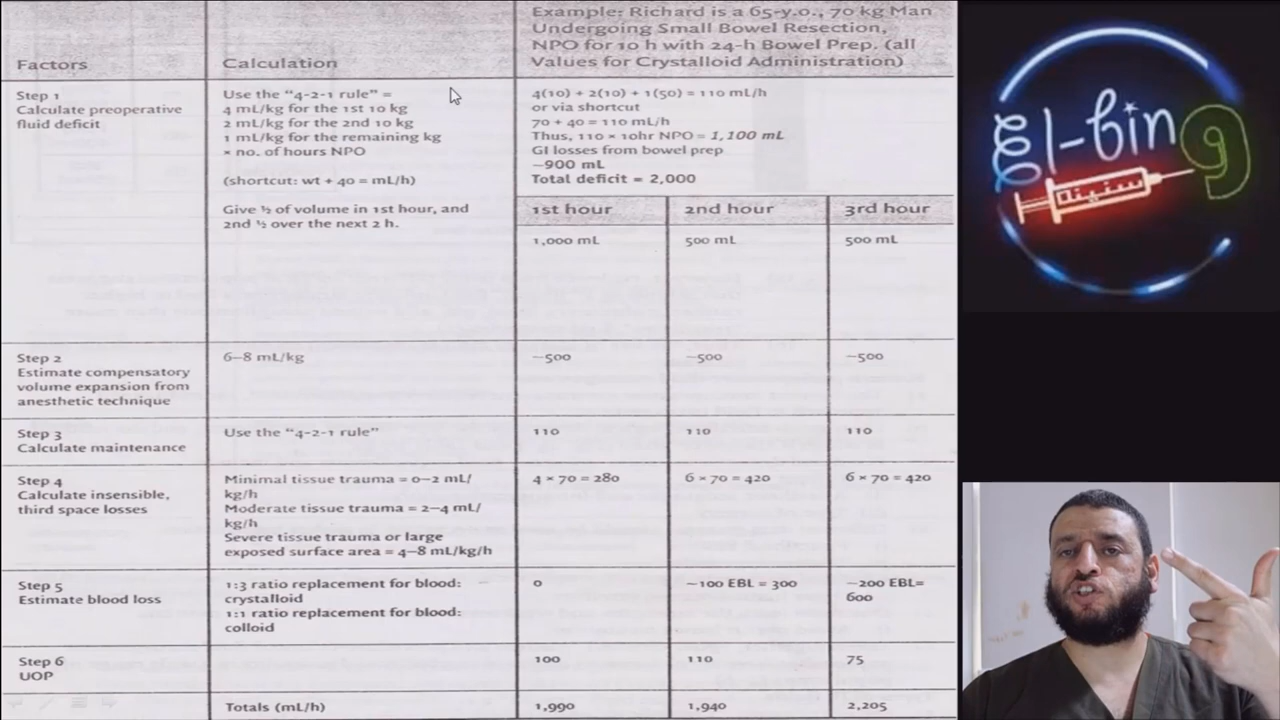 Factors
Calculation
Example: Richard is a 65-y.o., 70 kg Man
Undergoing Small Bowel Resection,
NPO for 10 h with 24-h Bowel Prep. (all
Values for Crystalloid Administration)
Step 1
Calculate preoperative
fluid deficit
Use the “4-2-1 rule” =
4 mL/kg for the 1st 10 kg
2 mL/kg for the 2nd 10 kg
1 mL/kg for the remaining kg
× no. of hours NPO
(shortcut: wt + 40 = mL/h)
Give ½ of volume in 1st hour, and
2nd ½ over the next 2 h.
4(10) + 2(10) + 1(50) = 110 mL/h
or via shortcut
70 + 40 = 110 mL/h
Thus, 110 × 10hr NPO = 1,100 mL
GI losses from bowel prep
~900 mL
Total deficit = 2,000
1st hour
2nd hour
3rd hour
1,000 mL
500 mL
500 mL
Step 2
Estimate compensatory
volume expansion from
anesthetic technique
6–8 mL/kg
~500
~500
~500
Step 3
Calculate maintenance
Use the “4-2-1 rule”
110
110
110
Step 4
Calculate insensible,
third space losses
Minimal tissue trauma = 0–2 mL/
kg/h
Moderate tissue trauma = 2–4 mL/
kg/h
Severe tissue trauma or large
exposed surface area = 4–8 mL/kg/h
4 × 70 = 280
6 × 70 = 420
6 × 70 = 420
Step 5
Estimate blood loss
1:3 ratio replacement for blood:
crystalloid
1:1 ratio replacement for blood:
colloid
0
~100 EBL = 300
~200 EBL=
600
Step 6
UOP
100
110
75
Totals (mL/h)
1,990
1,940
2,205
El-bing